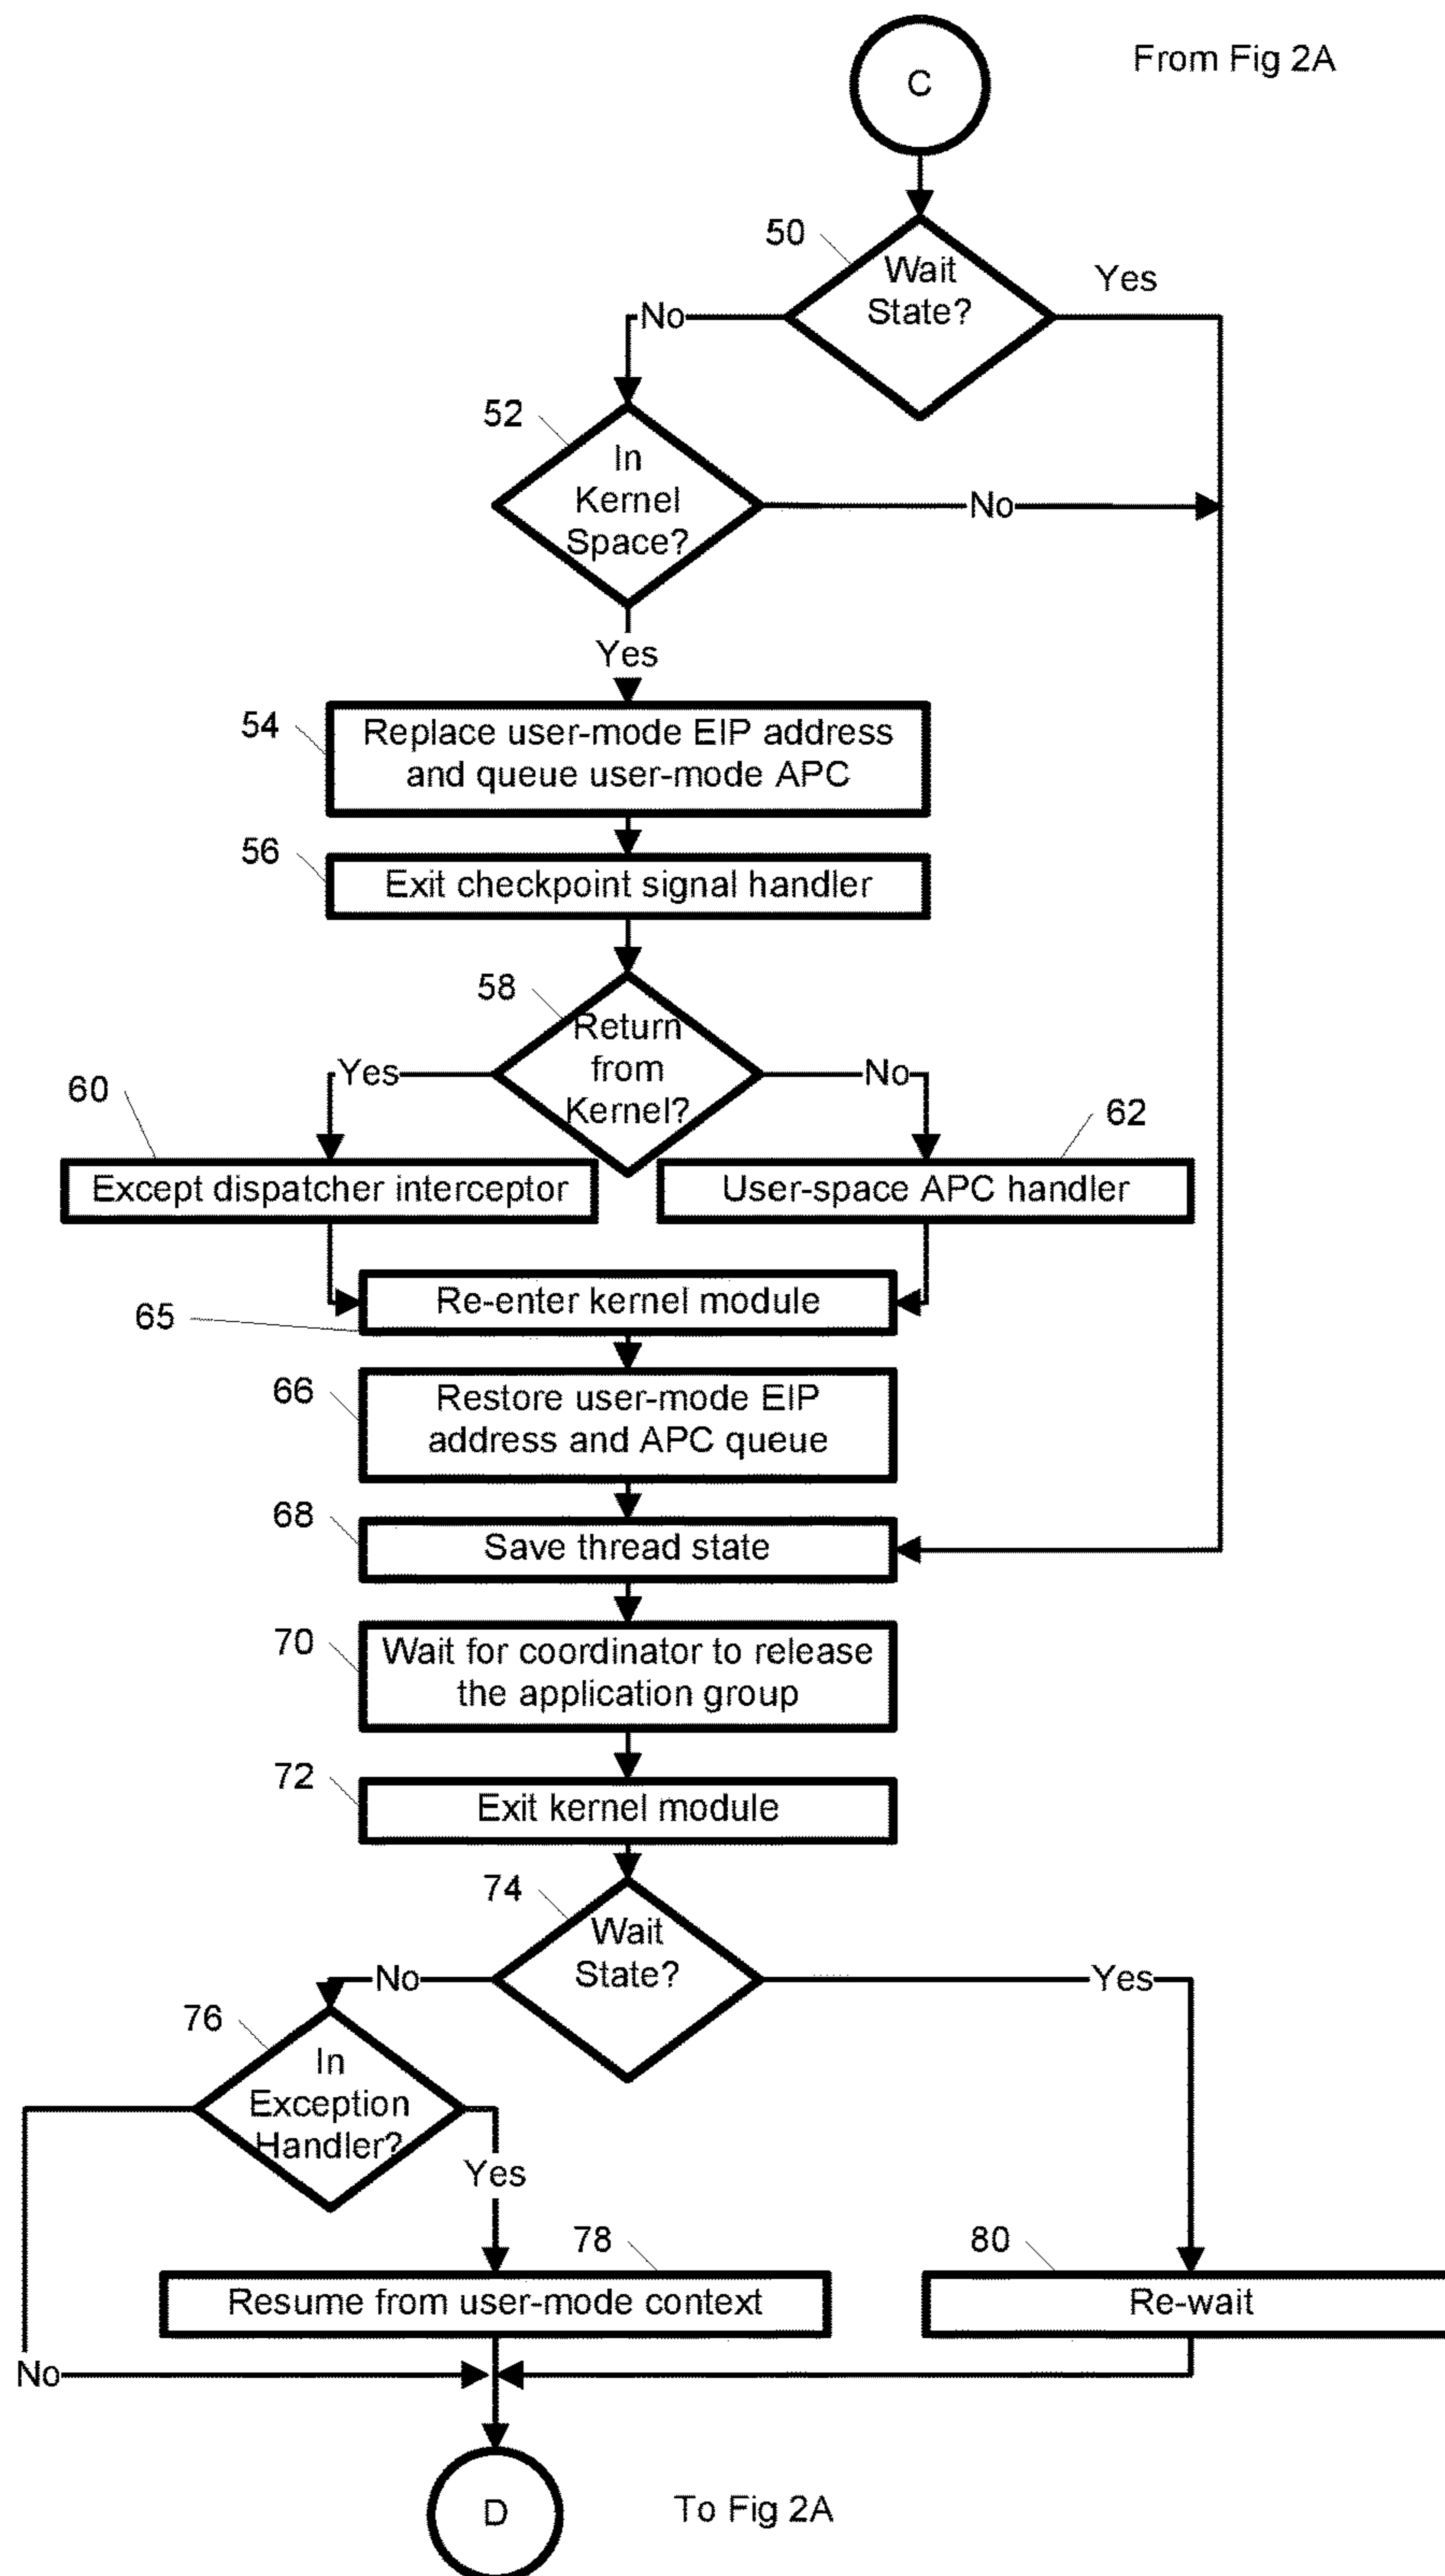 C
From Fig 2A
50
Wait
State?
Yes
No
52
In
Kernel
Space?
No
Yes
54
Replace user-mode EIP address
and queue user-mode APC
56
Exit checkpoint signal handler
58
Return
from
Kernel?
Yes
No
60
62
Except dispatcher interceptor
User-space APC handler
Re-enter kernel module
65
66
Restore user-mode EIP
address and APC queue
68
Save thread state
70
Wait for coordinator to release
the application group
72
Exit kernel module
74
Wait
State?
No
Yes
76
In
Exception
Handler?
Yes
78
80
Resume from user-mode context
Re-wait
No
D
To Fig 2A